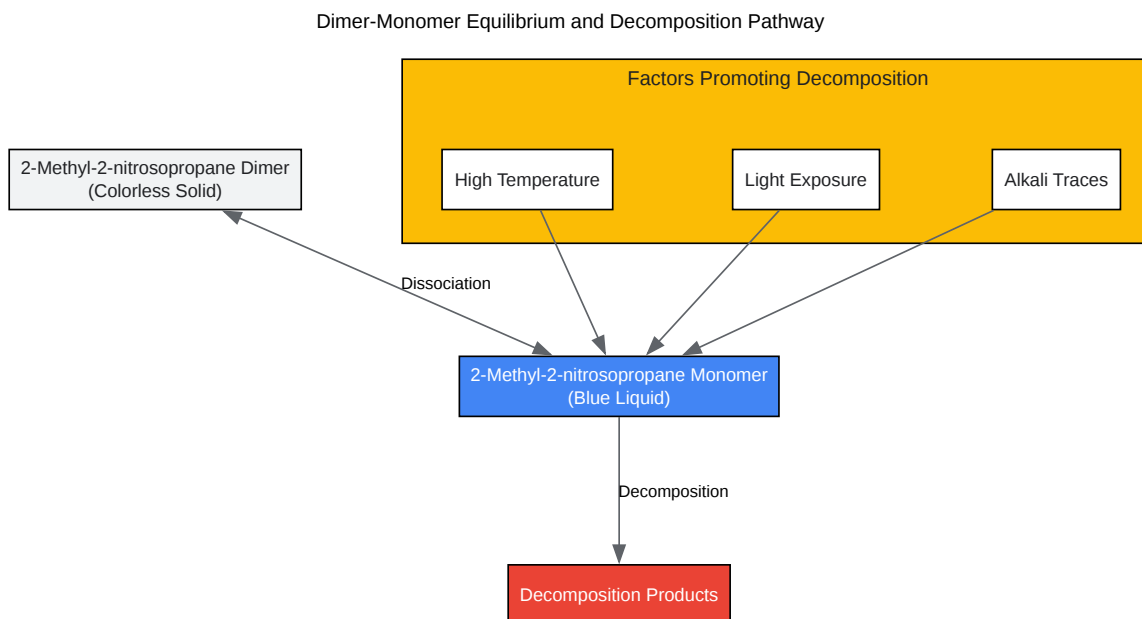 Dimer-Monomer Equilibrium and Decomposition Pathway
Factors Promoting Decomposition
2-Methyl-2-nitrosopropane Dimer
(Colorless Solid)
High Temperature
Light Exposure
Alkali Traces
Dissociation
2-Methyl-2-nitrosopropane Monomer
(Blue Liquid)
Decomposition
Decomposition Products